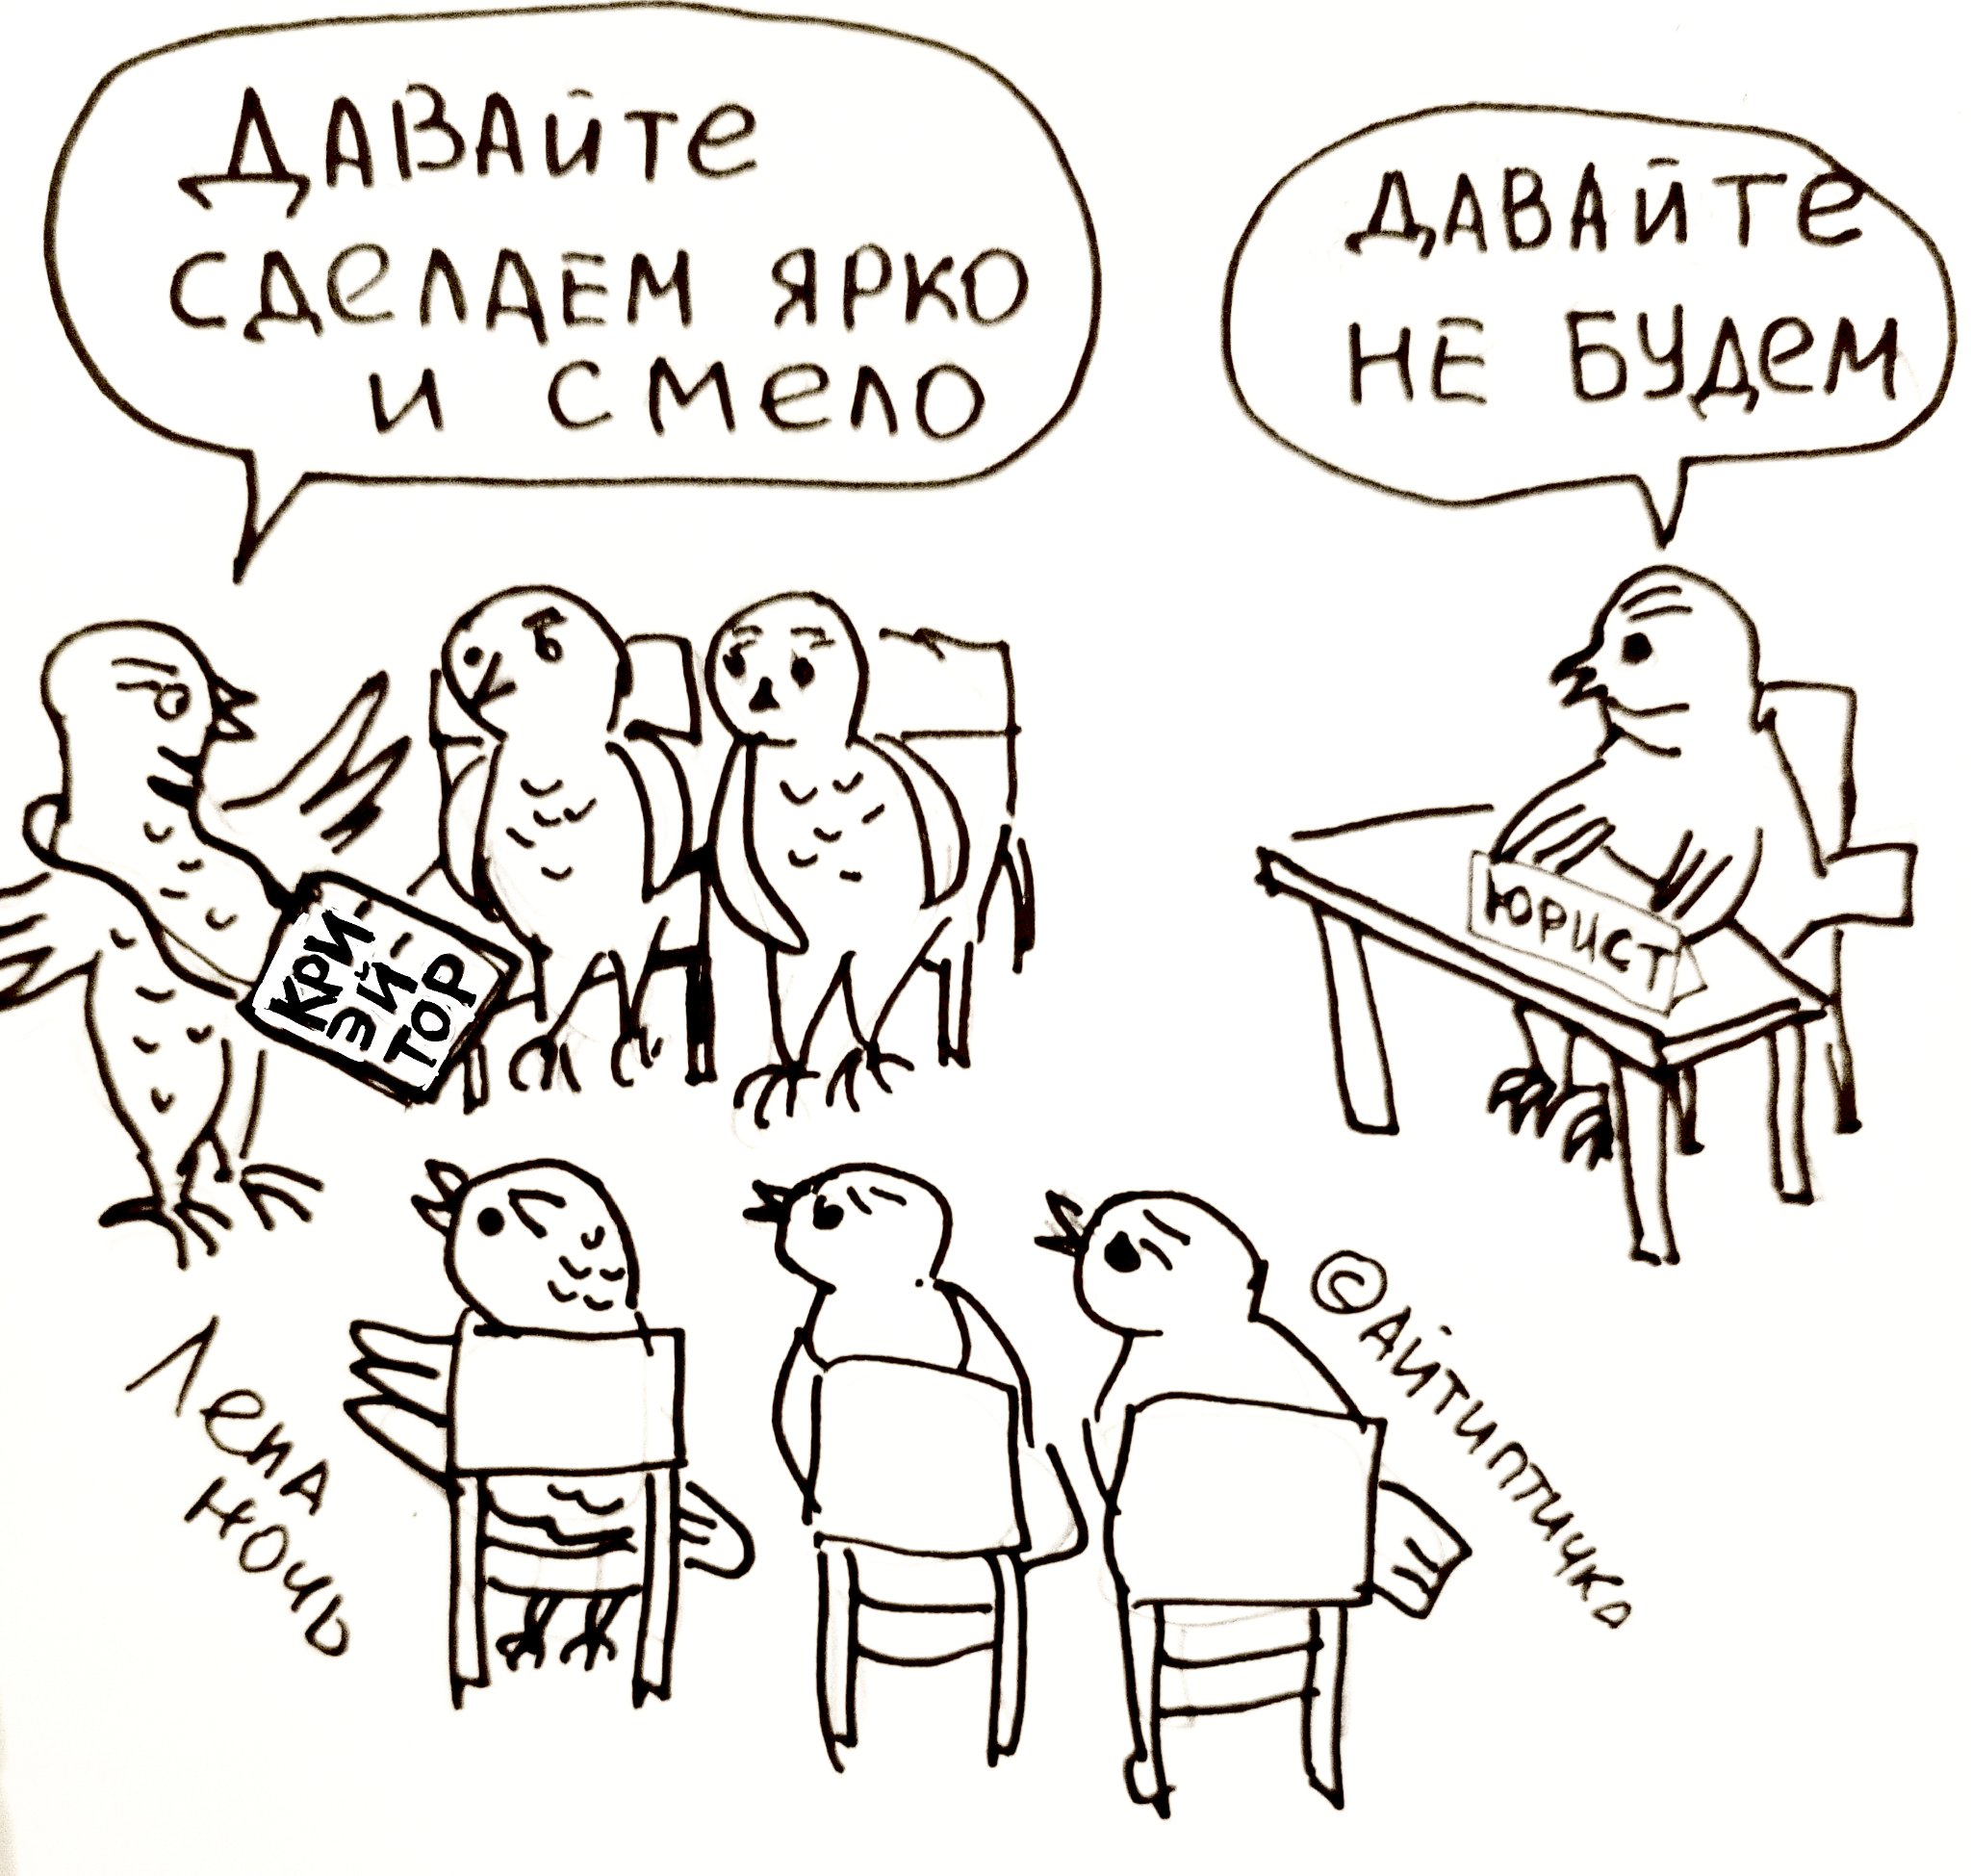 ДАВАЙТЕ
СДЕЛАЕМ ЯРКО
И СМЕЛО
ДАВАЙТЕ
НЕ БУДЕМ
КРИ
ЭЙ
ТОР
ЮРИСТ
Лена
Ночь
©АЙТИПТИЧКА